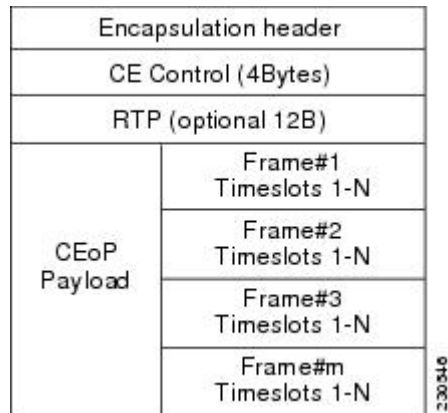 Encapsulation header
CE Control (4Bytes)
RTP (optional 12B)
CEoP
Payload
Frame#1
Timeslots 1-N
Frame#2
Timeslots 1-N
Frame#3
Timeslots 1-N
Frame#m
Timeslots 1-N